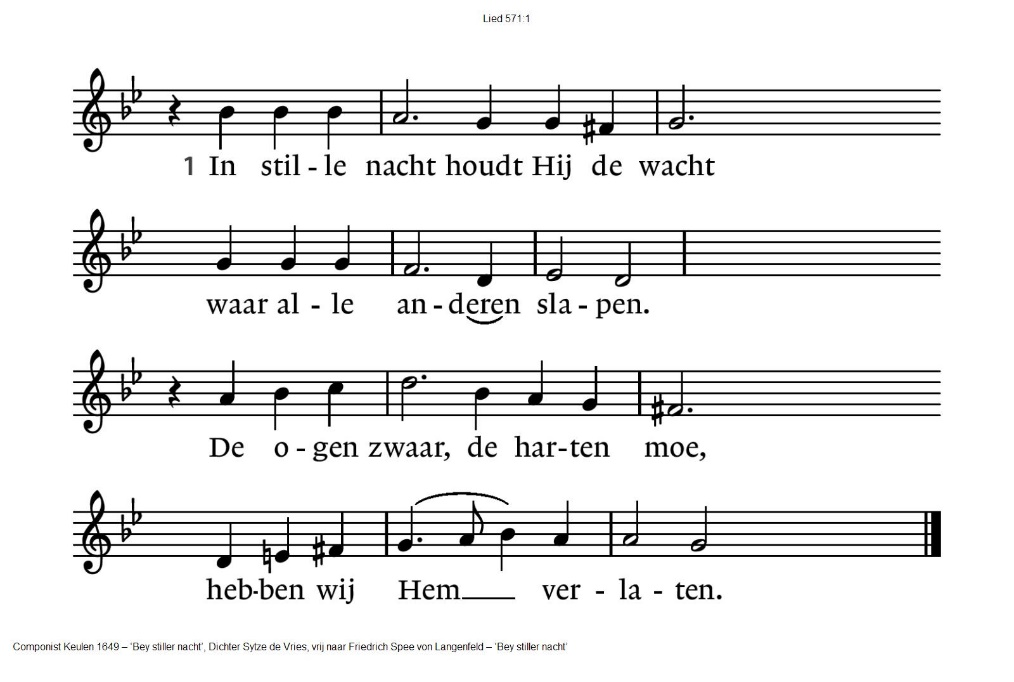 Lied 571:1
1 In stil - le nacht houdt Hij de wacht
waar al - le an - deren sla - pen.
De o - gen zwaar, de har-ten moe,
heb-ben wij Hem___ ver - la - ten.
Componist Keulen 1649 – 'Bey stiller nacht', Dichter Sytze de Vries, vrij naar Friedrich Spee von Langenfeld – 'Bey stiller nacht'